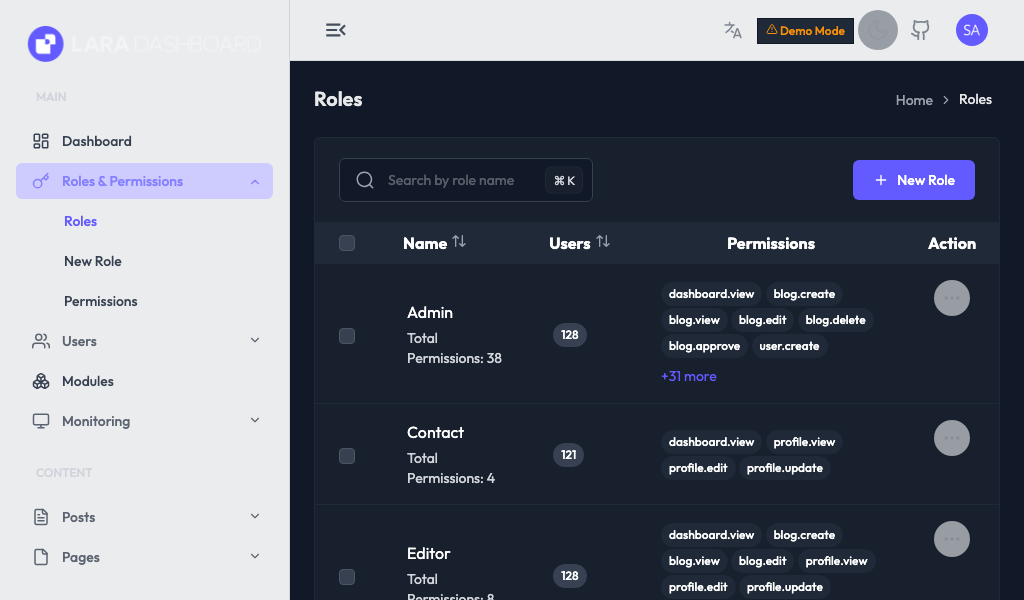 LARA DASHBOARD
MAIN
Dashboard
Roles & Permissions
Roles
New Role
Permissions
Users
Modules
Monitoring
CONTENT
Posts
Pages
Demo Mode
SA
Roles
Home > Roles
Search by role name
⌘ K
+ New Role
Name Users Permissions Action
Admin
Total
Permissions: 38
128
dashboard.view blog.create
blog.view blog.edit blog.delete
blog.approve user.create
+31 more
Contact
Total
Permissions: 4
121
dashboard.view profile.view
profile.edit profile.update
Editor
Total
Permissions: 8
128
dashboard.view blog.create
blog.view blog.edit profile.view
profile.edit profile.update